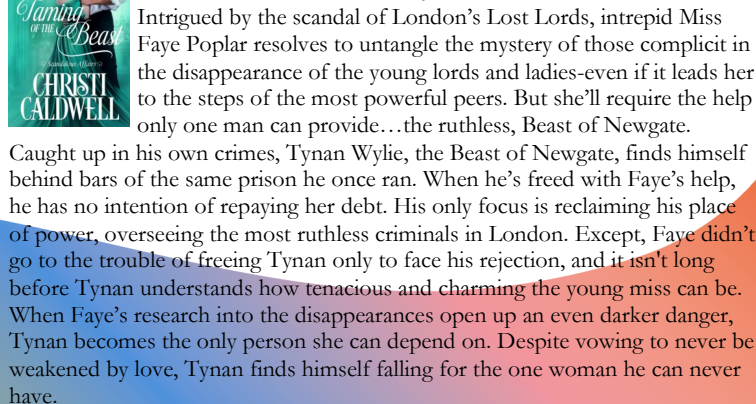 Taming
OF THE Beast
Scandalous Affairs
CHRISTI
CALDWELL
Intrigued by the scandal of London’s Lost Lords, intrepid Miss
Faye Poplar resolves to untangle the mystery of those complicit in
the disappearance of the young lords and ladies-even if it leads her
to the steps of the most powerful peers. But she’ll require the help
only one man can provide…the ruthless, Beast of Newgate.
Caught up in his own crimes, Tynan Wylie, the Beast of Newgate, finds himself
behind bars of the same prison he once ran. When he’s freed with Faye’s help,
he has no intention of repaying her debt. His only focus is reclaiming his place
of power, overseeing the most ruthless criminals in London. Except, Faye didn’t
go to the trouble of freeing Tynan only to face his rejection, and it isn't long
before Tynan understands how tenacious and charming the young miss can be.
When Faye’s research into the disappearances open up an even darker danger,
Tynan becomes the only person she can depend on. Despite vowing to never be
weakened by love, Tynan finds himself falling for the one woman he can never
have.